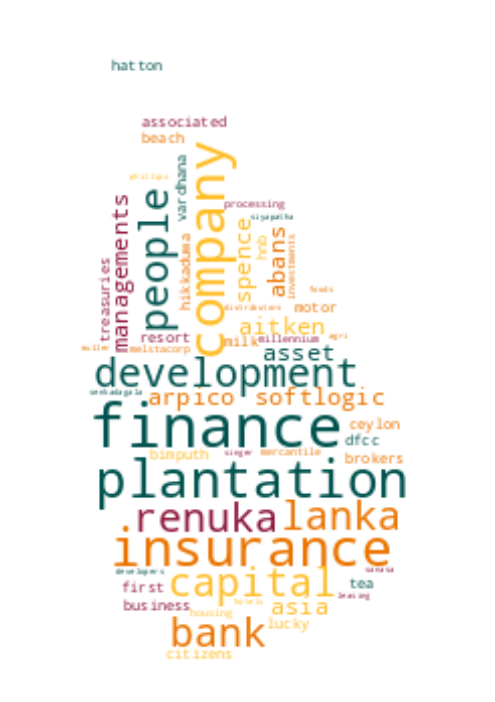 hatton
associated
beach
phillips
vardhana
company
people
managements
processing
siyapatha
spence
hnb
abans
investments
hikkaduwa
treasuries
foods
distributors
motor
aitken
resort
milk
millennium
agri
muller
melstacorp
asset
development
senkadagala
arpico softlogic
finance
ceylon
dfcc
bimputh
singer
mercantile
brokers
plantation
.renuka
lanka
insurance
developers
sanasa
capital
first
tea
leasing
business
housing
hotels
asia
bank
lucky
citizens